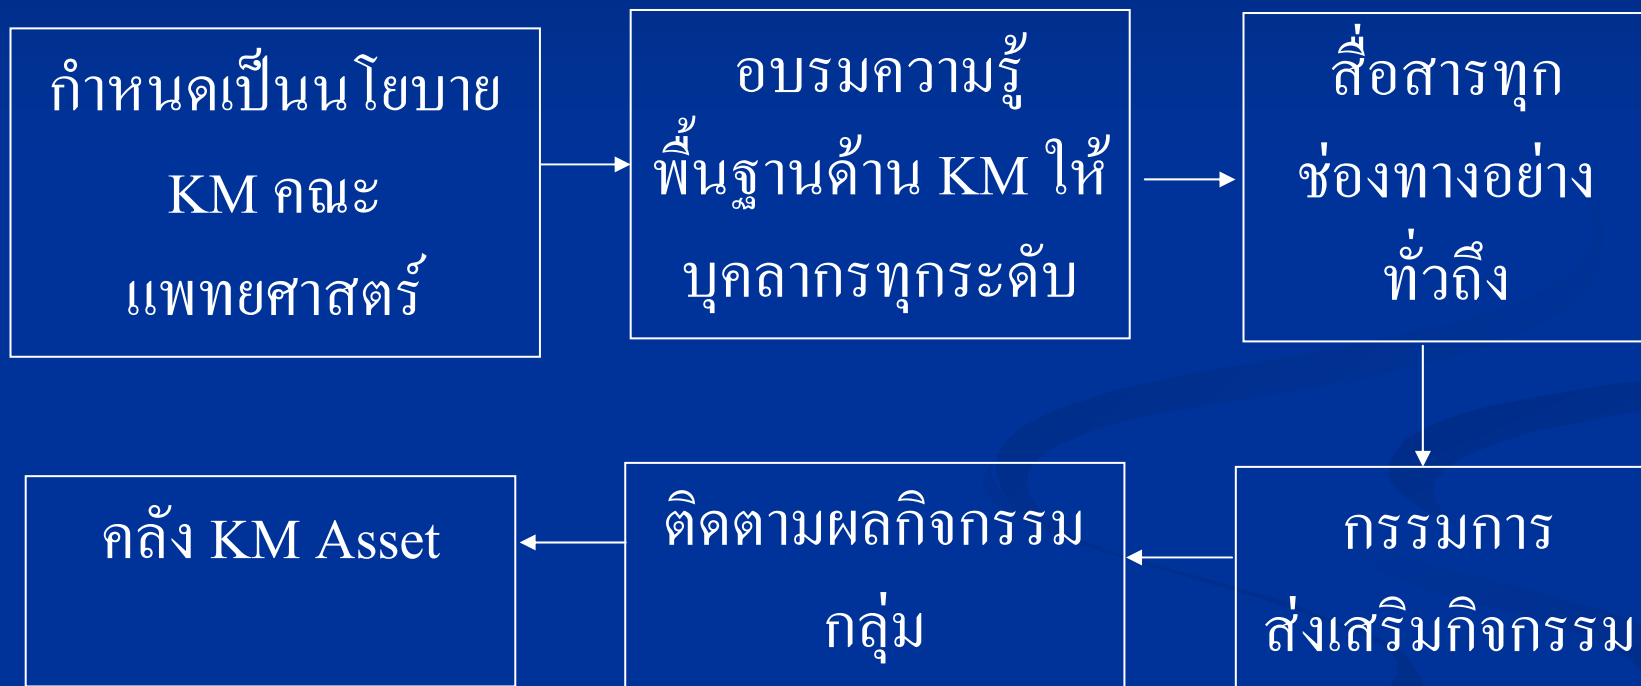 กำหนดเป็นนโยบาย
KM คณะ
แพทยศาสตร์
อบรมความรู้
พื้นฐานด้าน KM ให้
บุคลากรทุกระดับ
สื่อสารทุก
ช่องทางอย่าง
ทั่วถึง
กรรมการ
ส่งเสริมกิจกรรม
ติดตามผลกิจกรรม
กลุ่ม
คลัง KM Asset